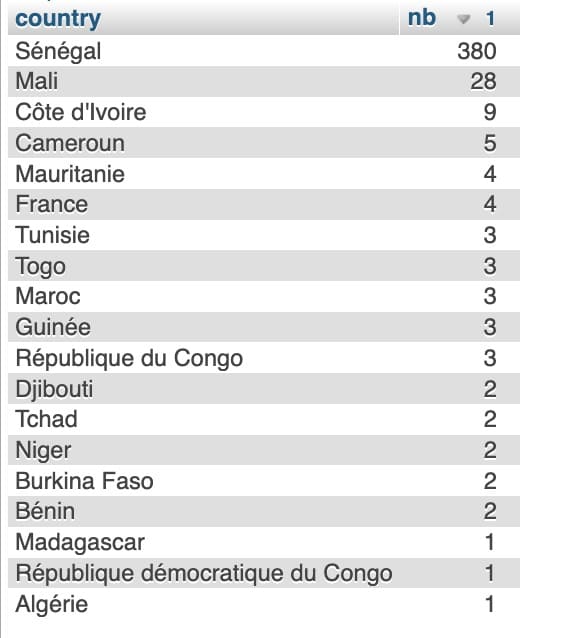 country nb 1
Sénégal 380
Mali 28
Côte d'Ivoire 9
Cameroun 5
Mauritanie 4
France 4
Tunisie 3
Togo 3
Maroc 3
Guinée 3
République du Congo 3
Djibouti 2
Tchad 2
Niger 2
Burkina Faso 2
Bénin 2
Madagascar 1
République démocratique du Congo 1
Algérie 1